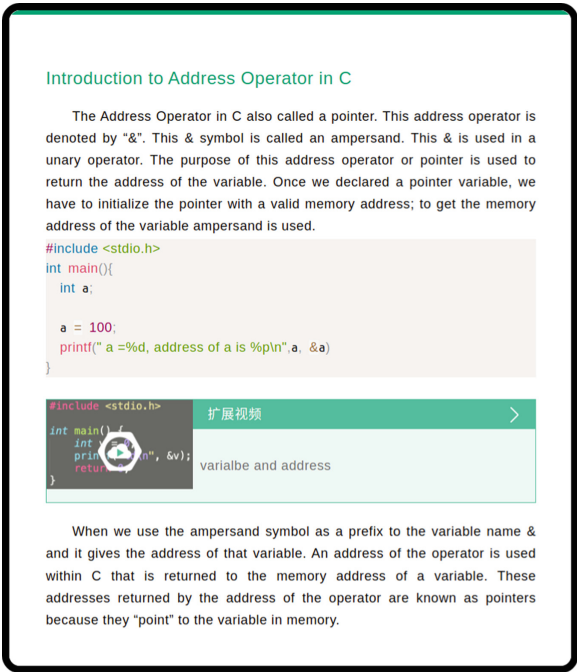 Introduction to Address Operator in C
The Address Operator in C also called a pointer. This address operator is
denoted by “&”. This & symbol is called an ampersand. This & is used in a
unary operator. The purpose of this address operator or pointer is used to
return the address of the variable. Once we declared a pointer variable, we
have to initialize the pointer with a valid memory address; to get the memory
address of the variable ampersand is used.
#include <stdio.h>
int main(){
int a;
a = 100;
printf(" a =%d, address of a is %p\n",a, &a)
}
#include <stdio.h>
int main() {
int
\n", &v);
}
扩展视频
varialbe and address
When we use the ampersand symbol as a prefix to the variable name &
and it gives the address of that variable. An address of the operator is used
within C that is returned to the memory address of a variable. These
addresses returned by the address of the operator are known as pointers
because they “point” to the variable in memory.